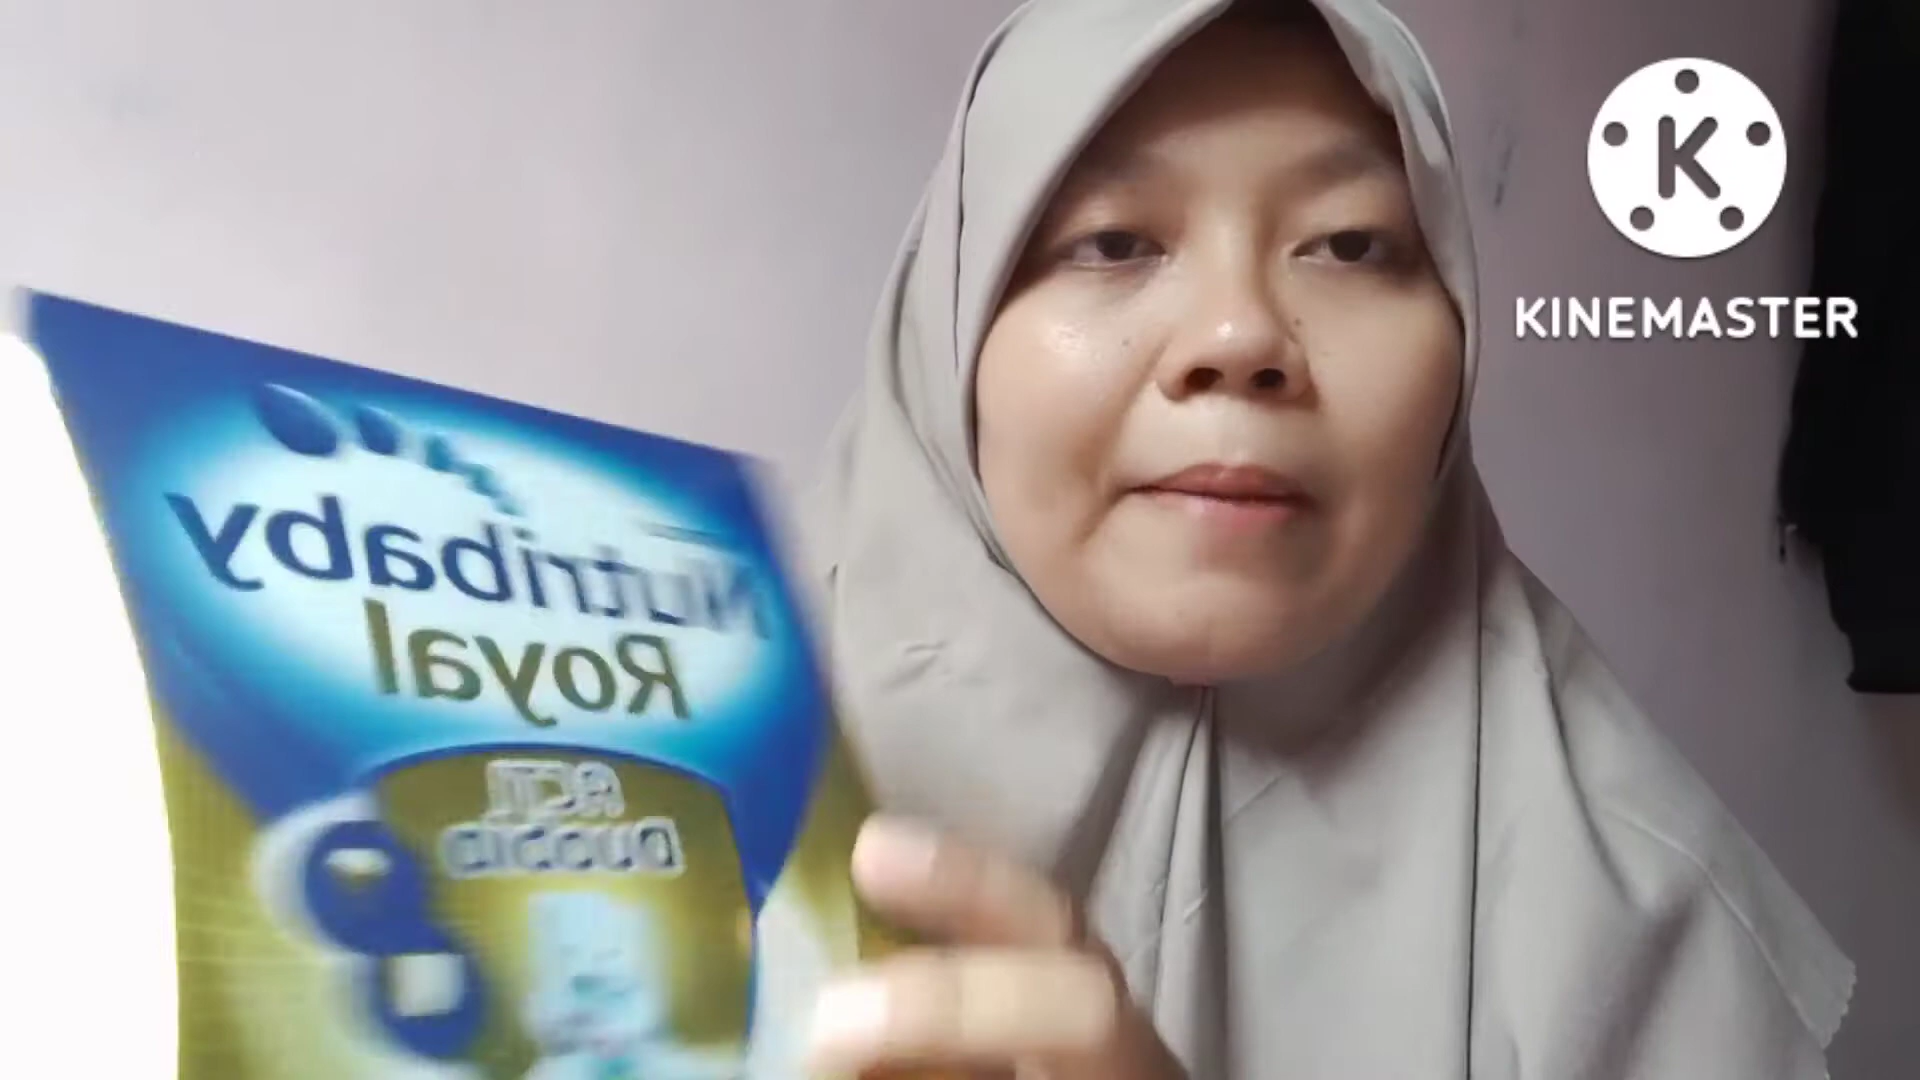 K
KINEMASTER
Nutribaby
Royal
ACTI
DUOBIO